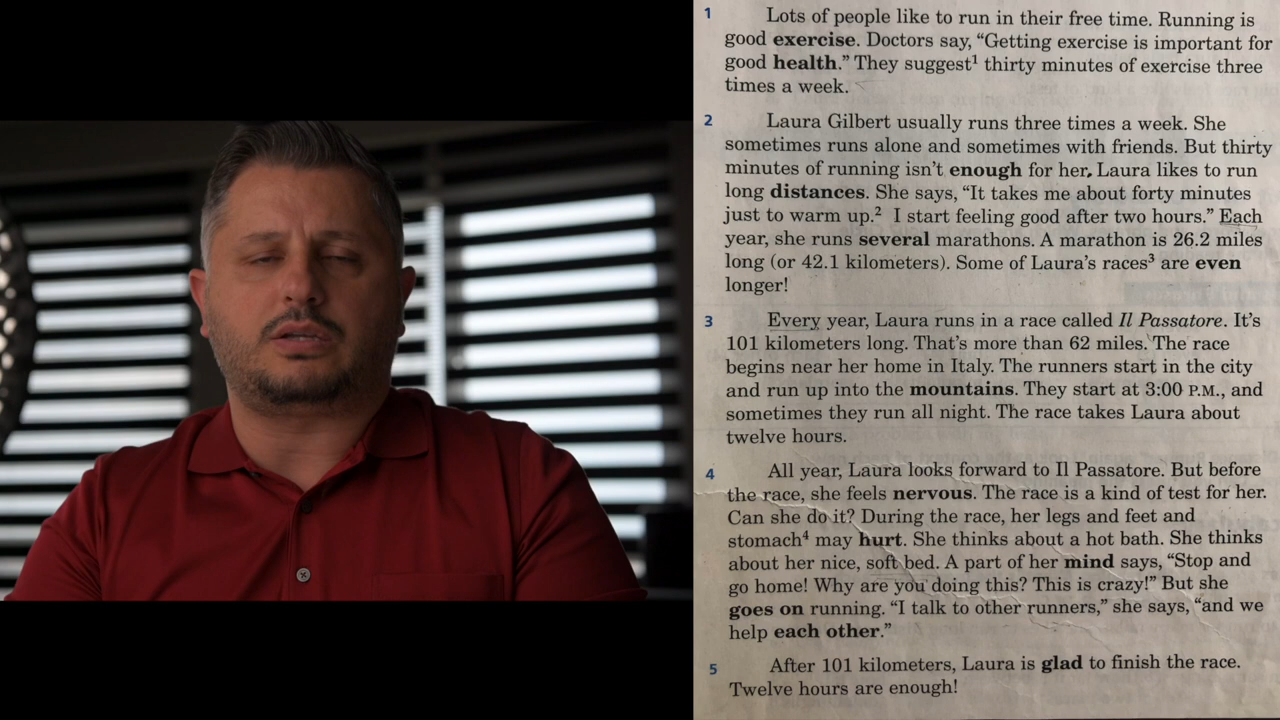 1 Lots of people like to run in their free time. Running is
good exercise. Doctors say, “Getting exercise is important for
good health.” They suggest¹ thirty minutes of exercise three
times a week.
2 Laura Gilbert usually runs three times a week. She
sometimes runs alone and sometimes with friends. But thirty
minutes of running isn’t enough for her. Laura likes to run
long distances. She says, “It takes me about forty minutes
just to warm up.² I start feeling good after two hours.” Each
year, she runs several marathons. A marathon is 26.2 miles
long (or 42.1 kilometers). Some of Laura’s races³ are even
longer!
3 Every year, Laura runs in a race called Il Passatore. It’s
101 kilometers long. That’s more than 62 miles. The race
begins near her home in Italy. The runners start in the city
and run up into the mountains. They start at 3:00 P.M., and
sometimes they run all night. The race takes Laura about
twelve hours.
4 All year, Laura looks forward to Il Passatore. But before
the race, she feels nervous. The race is a kind of test for her.
Can she do it? During the race, her legs and feet and
stomach⁴ may hurt. She thinks about a hot bath. She thinks
about her nice, soft bed. A part of her mind says, “Stop and
go home! Why are you doing this? This is crazy!” But she
goes on running. “I talk to other runners,” she says, “and we
help each other.”
5 After 101 kilometers, Laura is glad to finish the race.
Twelve hours are enough!